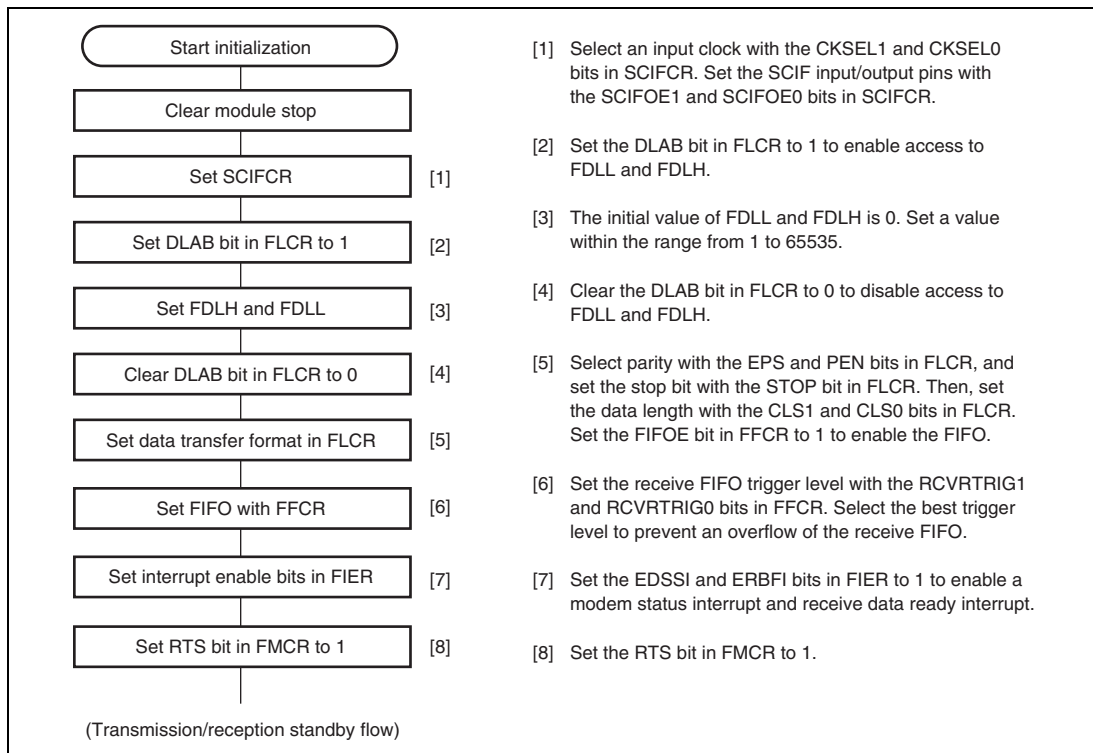 Start initialization
Clear module stop
Set SCIFCR [1]
Set DLAB bit in FLCR to 1 [2]
Set FDLH and FDLL [3]
Clear DLAB bit in FLCR to 0 [4]
Set data transfer format in FLCR [5]
Set FIFO with FFCR [6]
Set interrupt enable bits in FIER [7]
Set RTS bit in FMCR to 1 [8]
(Transmission/reception standby flow)
[1] Select an input clock with the CKSEL1 and CKSEL0
bits in SCIFCR. Set the SCIF input/output pins with
the SCIFOE1 and SCIFOE0 bits in SCIFCR.
[2] Set the DLAB bit in FLCR to 1 to enable access to
FDLL and FDLH.
[3] The initial value of FDLL and FDLH is 0. Set a value
within the range from 1 to 65535.
[4] Clear the DLAB bit in FLCR to 0 to disable access to
FDLL and FDLH.
[5] Select parity with the EPS and PEN bits in FLCR, and
set the stop bit with the STOP bit in FLCR. Then, set
the data length with the CLS1 and CLS0 bits in FLCR.
Set the FIFOE bit in FFCR to 1 to enable the FIFO.
[6] Set the receive FIFO trigger level with the RCVRTRIG1
and RCVRTRIG0 bits in FFCR. Select the best trigger
level to prevent an overflow of the receive FIFO.
[7] Set the EDSSI and ERBFI bits in FIER to 1 to enable a
modem status interrupt and receive data ready interrupt.
[8] Set the RTS bit in FMCR to 1.